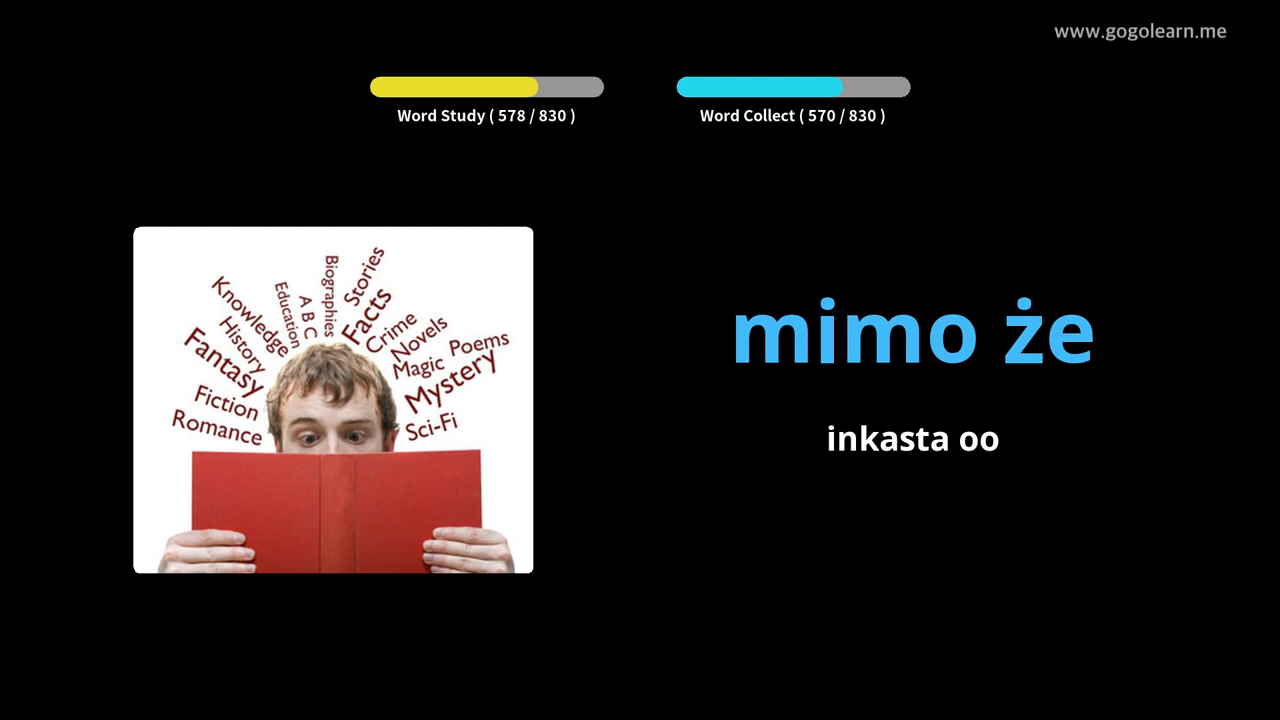 www.gogolearn.me
Word Study ( 578 / 830 )
Word Collect ( 570 / 830 )
mimo że
inkasta oo
Knowledge
History
Fantasy
Fiction
Romance
Education
A B C
Biographies
Stories
Facts
Crime
Novels
Magic
Poems
Mystery
Sci-Fi